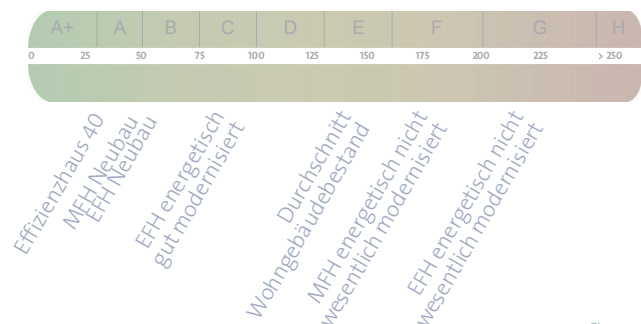 A+ A B C D E F G H
0 25 50 75 100 125 150 175 200 225 > 250
Effizienzhaus 40
MFH Neubau
EFH Neubau
EFH energetisch
gut modernisiert
Durchschnitt
Wohngebäudebestand
MFH energetisch nicht
wesentlich modernisiert
EFH energetisch nicht
wesentlich modernisiert